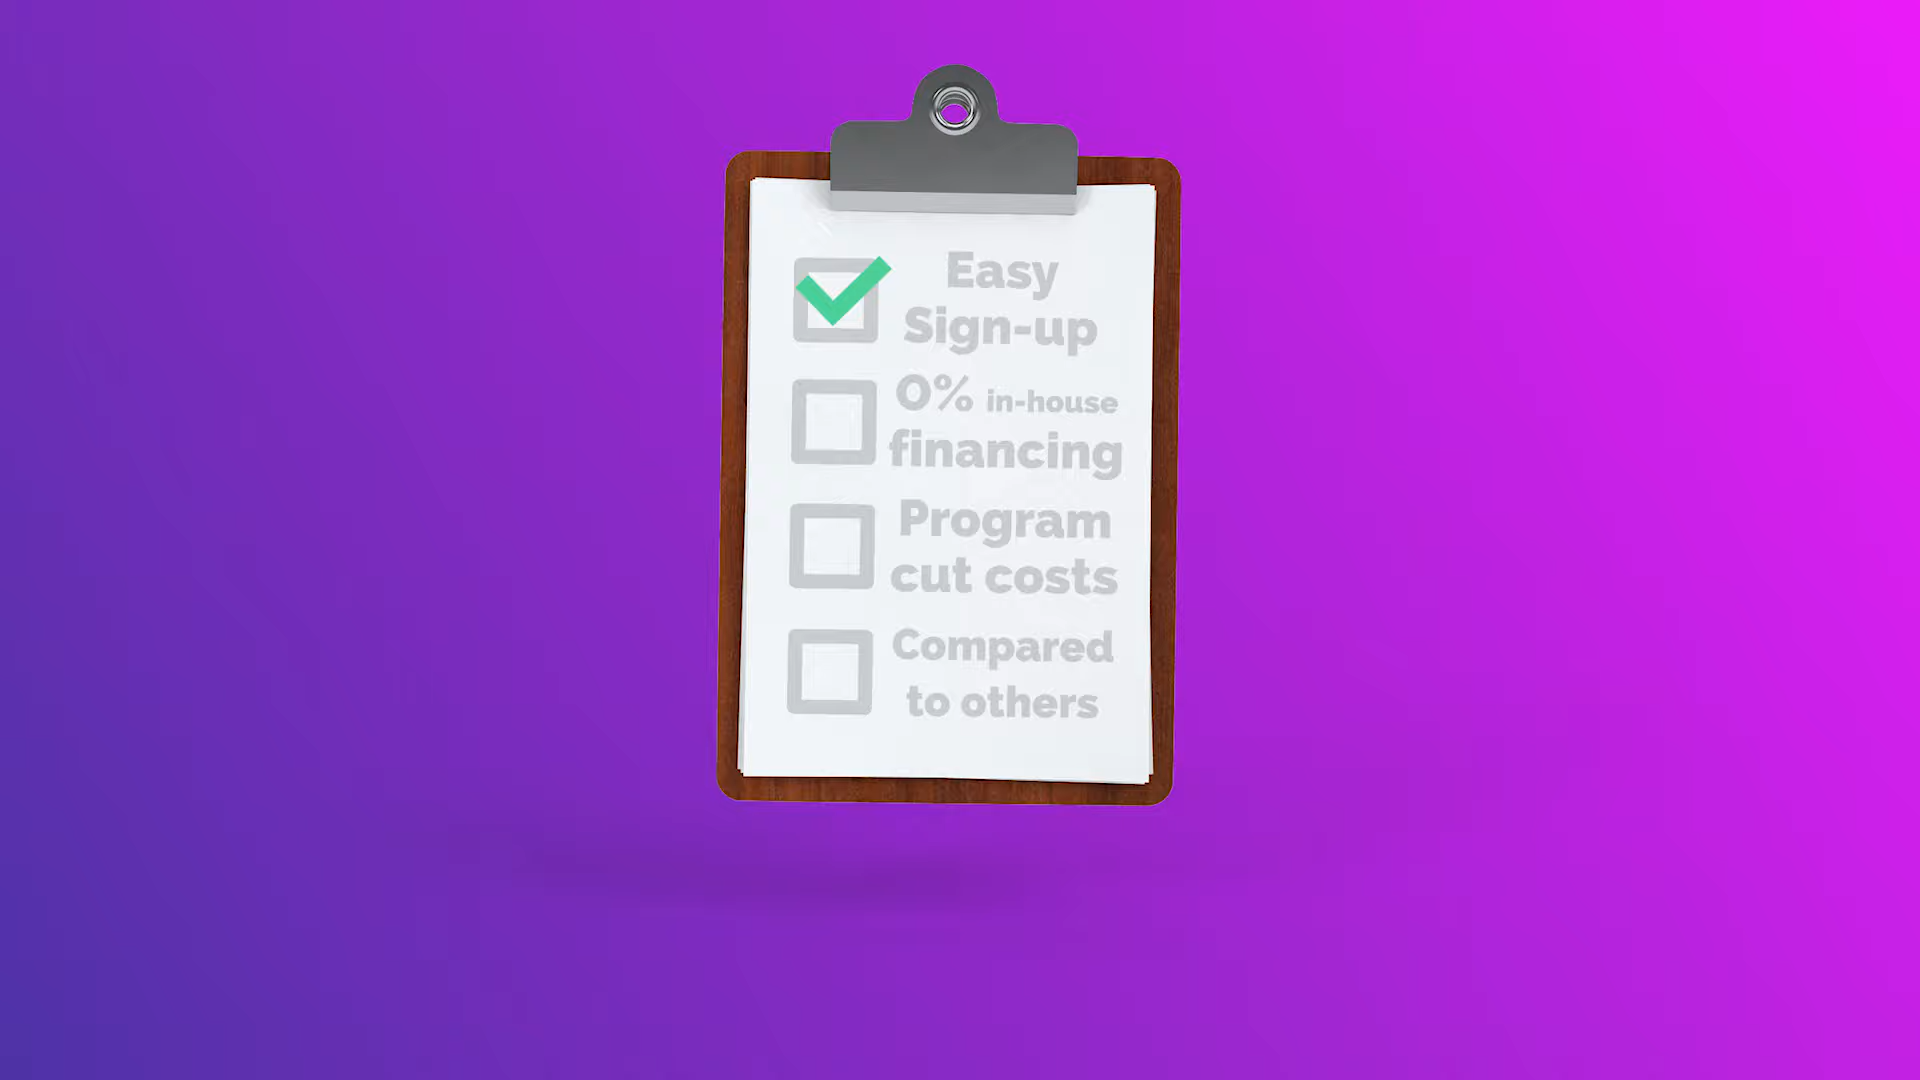 Easy
Sign-up
0% in-house
financing
Program
cut costs
Compared
to others